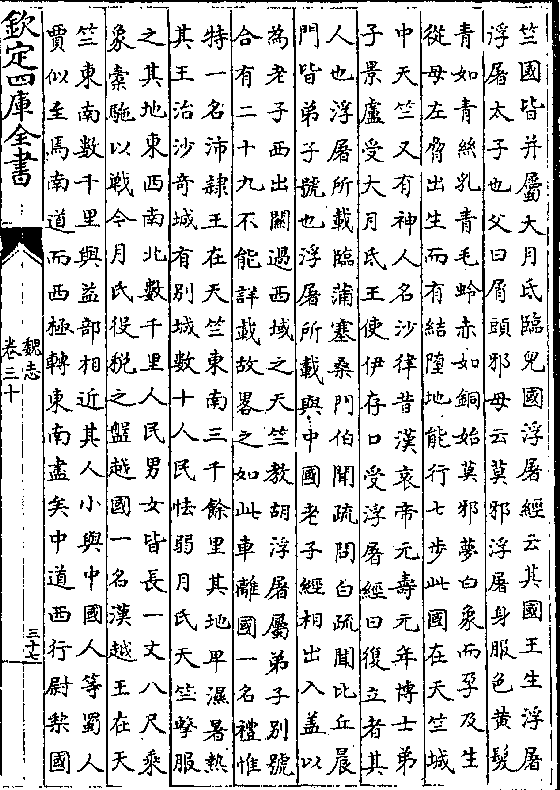 竺國皆并屬大月氏臨兒國浮屠經云其國王生浮屠
浮屠太子也父曰屑頭邪母云莫邪浮屠身服色黄髮
青如青絲乳青毛蛉赤如銅始莫邪夢白象而孕及生
從母左脅出生而有結墮地能行七步此國在天竺城
中天竺又有神人名沙律昔漢哀帝元壽元年博士弟
子景盧受大月氏王使伊存口受浮屠經曰復立者其
人也浮屠所載臨蒲塞桑門伯聞疏問白疏聞比丘晨
門皆弟子號也浮屠所載與中國老子經相出入盖以
為老子西出關過西域之天竺教胡浮屠屬弟子別號
合有二十九不能詳載故畧之如此車離國一名禮惟
特一名沛隸王在天竺東南三千餘里其地卑濕暑熱
其王治沙奇城有別城數十人民怯弱月氏天竺擊服
之其地東西南北數千里人民男女皆長一丈八尺乘
象橐駞以戰今月氏役稅之盤越國一名漢越王在天
竺東南數千里與益部相近其人小與中國人等蜀人
賈似至焉南道而西極轉東南盡矣中道西行尉梨國
欽定四庫全書
魏志
卷三十
三十七